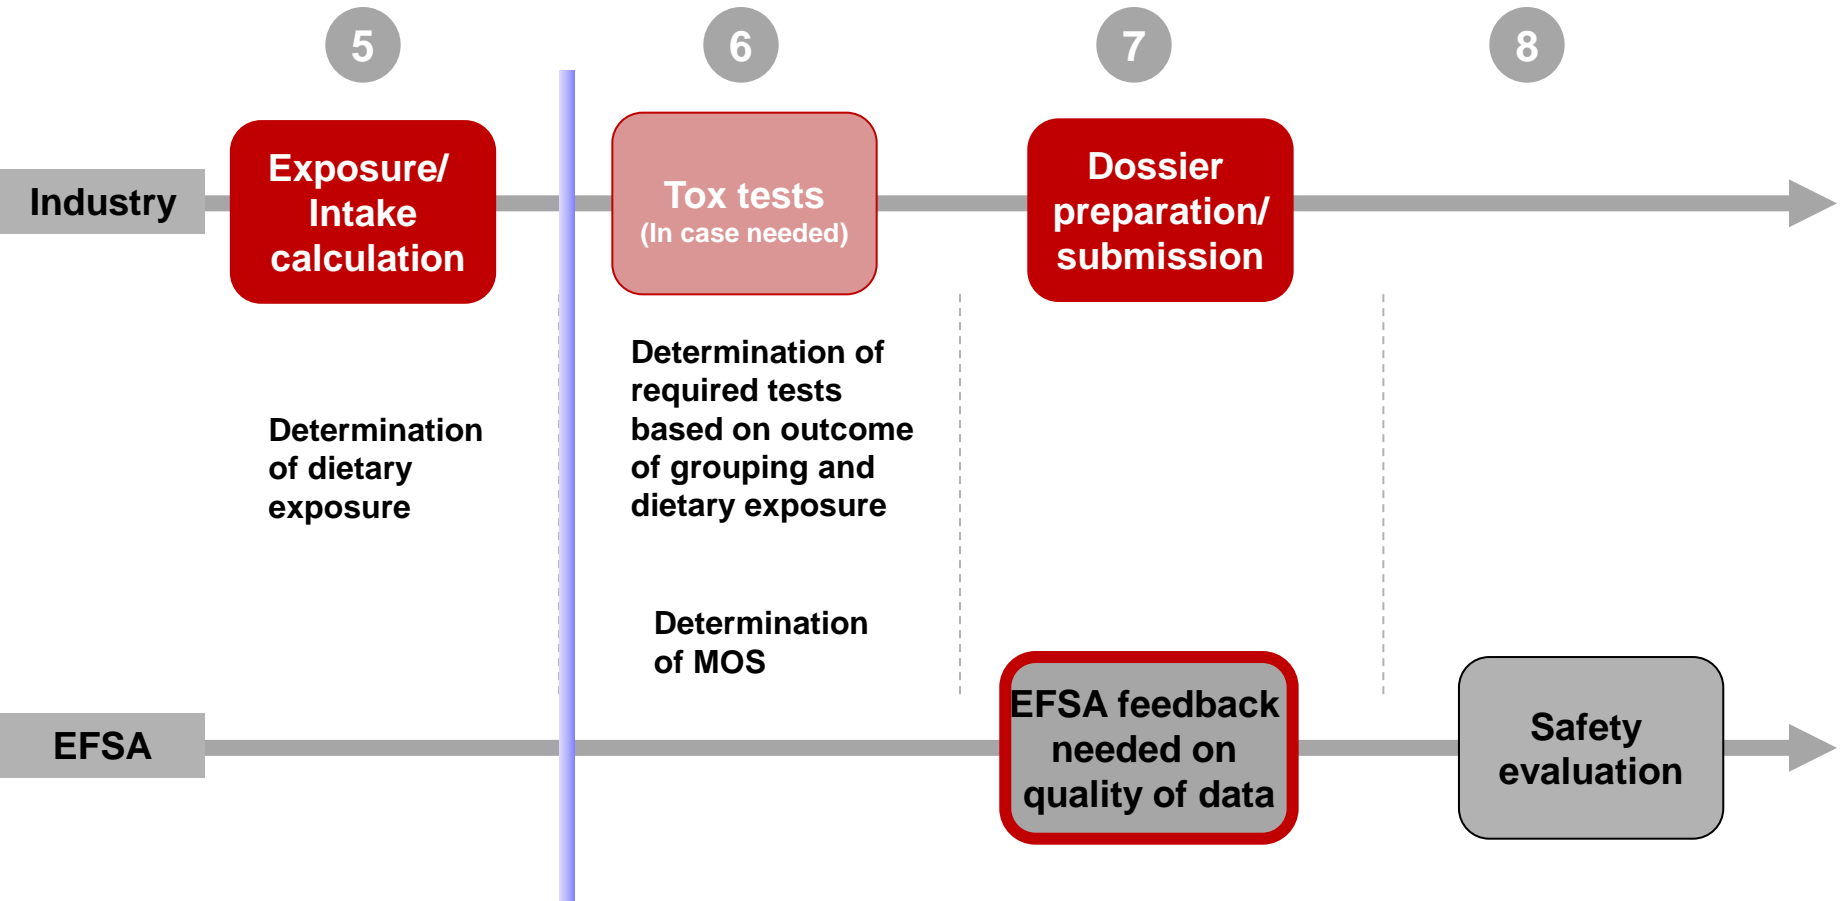 5
6
7
8
Industry
Exposure/
Intake
calculation
Tox tests
(In case needed)
Dossier
preparation/
submission
Determination
of dietary
exposure
Determination of
required tests
based on outcome
of grouping and
dietary exposure
Determination
of MOS
EFSA
EFSA feedback
needed on
quality of data
Safety
evaluation